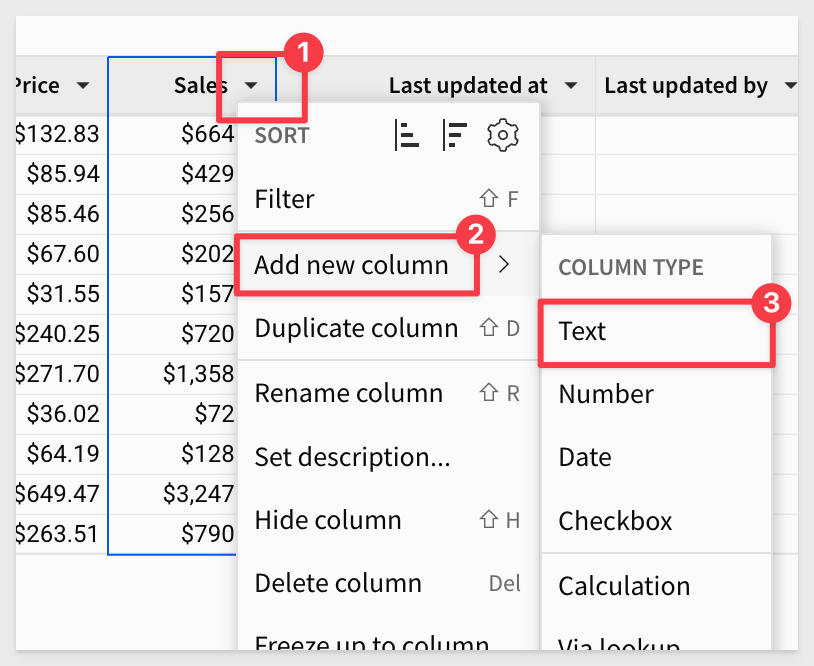 1
Price Sales Last updated at Last updated by
$132.83 $664
$85.94 $429
$85.46 $256
$67.60 $202
$31.55 $157
$240.25 $720
$271.70 $1,358
$36.02 $72
$64.19 $128
$649.47 $3,247
$263.51 $790
SORT
Filter ⇧ F
2
Add new column >
Duplicate column ⇧ D
Rename column ⇧ R
Set description...
Hide column ⇧ H
Delete column Del
Freeze up to column
COLUMN TYPE
3
Text
Number
Date
Checkbox
Calculation
Via lookup